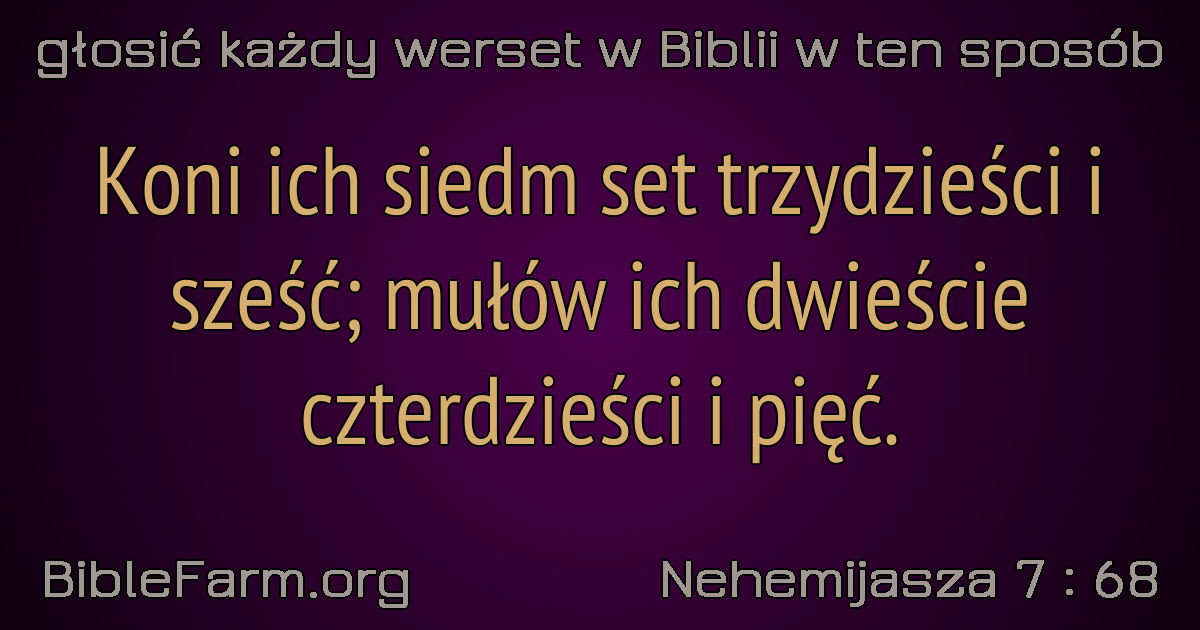 głosić każdy werset w Biblii w ten sposób
Koni ich siedm set trzydzieści i
sześć; mułów ich dwieście
czterdzieści i pięć.
BibleFarm.org
Nehemijasza 7 : 68